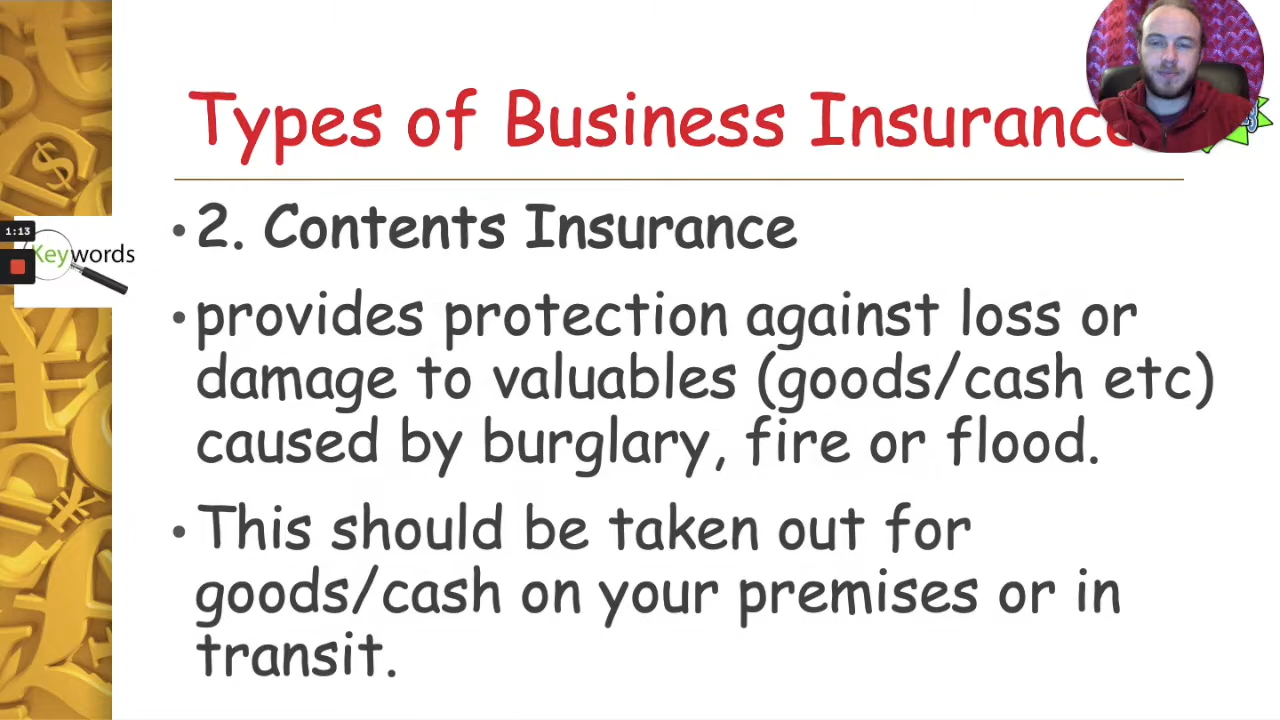 Types of Business Insurance
• 2. Contents Insurance
1:13
Keywords
• provides protection against loss or
damage to valuables (goods/cash etc)
caused by burglary, fire or flood.
• This should be taken out for
goods/cash on your premises or in
transit.